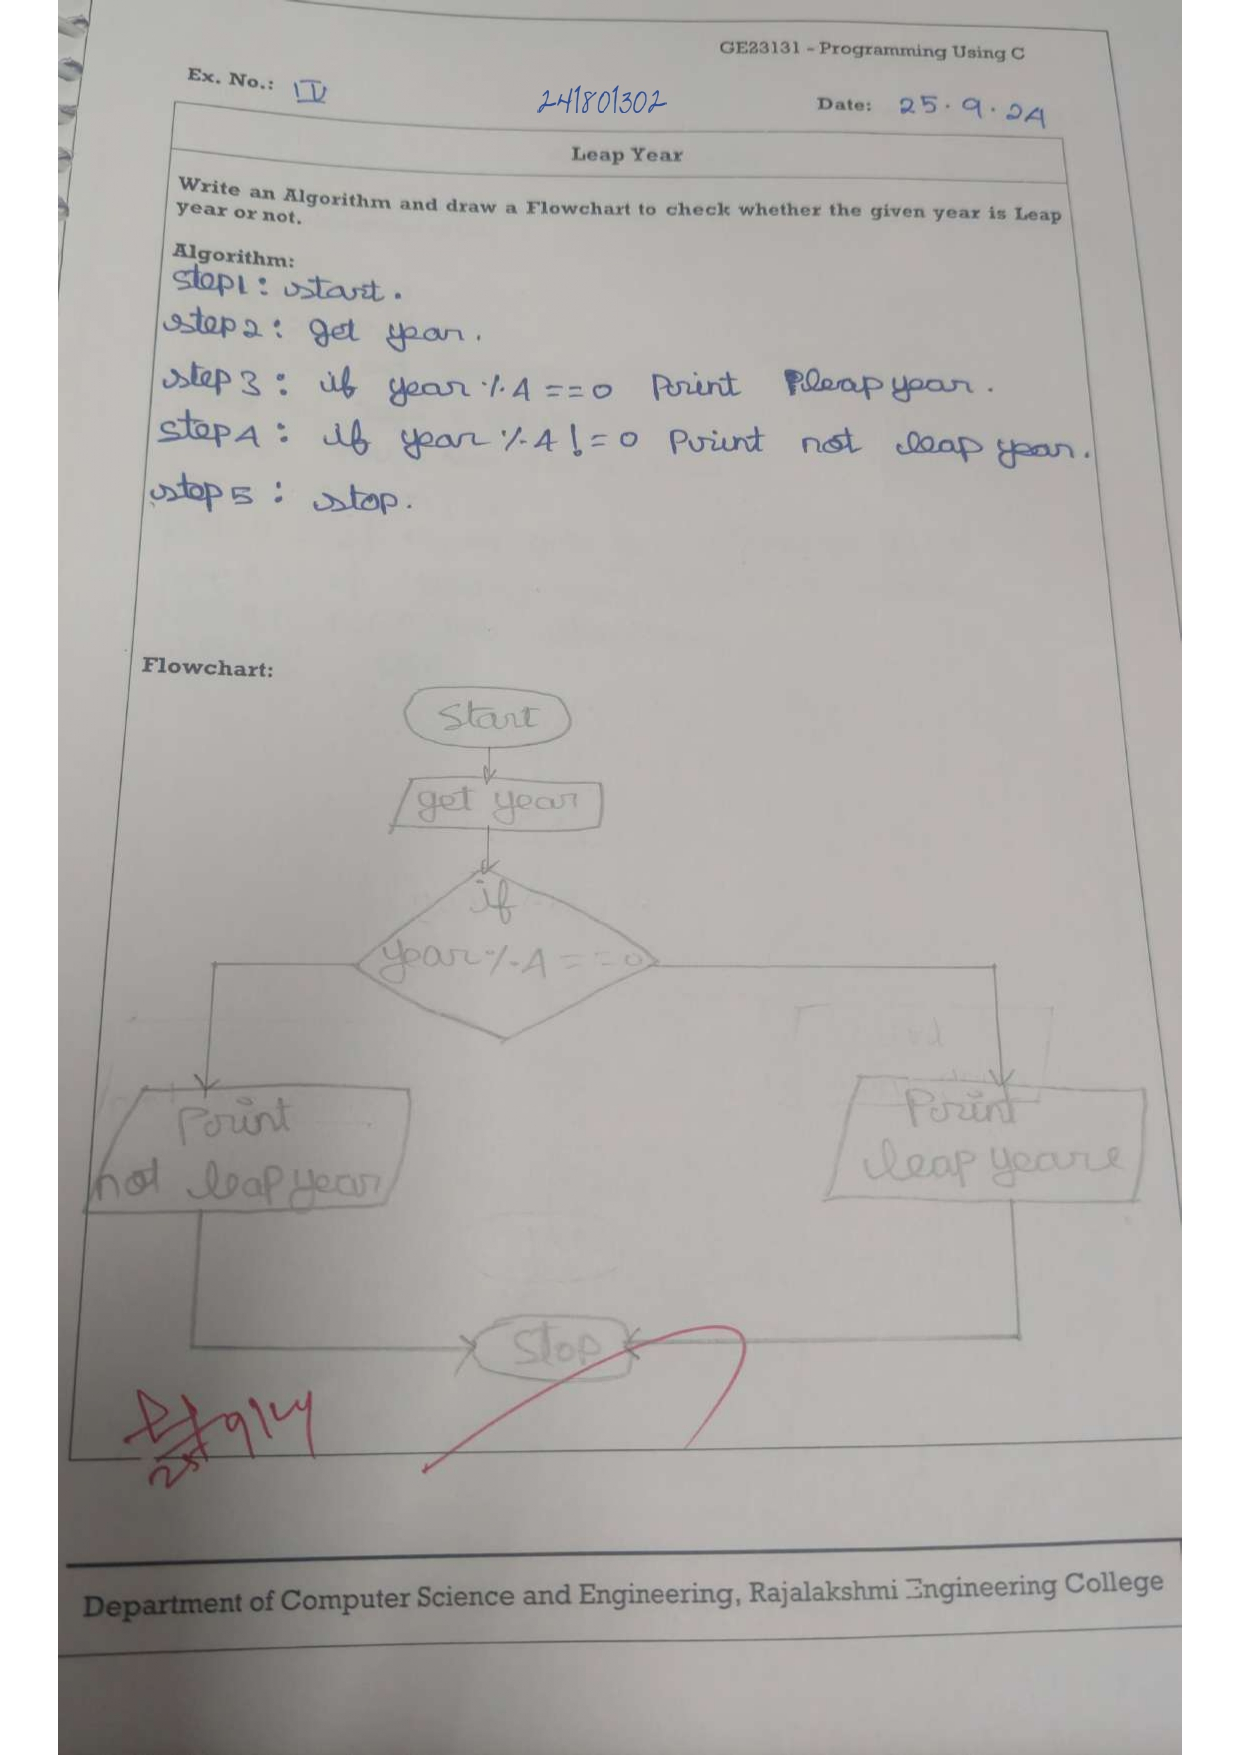 GE23131 - Programming Using C
Ex. No.: IV 241801302 Date: 25.9.24
Leap Year
Write an Algorithm and draw a Flowchart to check whether the given year is Leap
year or not.
Algorithm:
step1: start.
step2: get year.
step3: if year % 4 == 0 Print leap year.
step4: if year % 4 != 0 Print not leap year.
step5: stop.
Flowchart:
Start
get year
if
year % 4 == 0
Print
not leap year
Print
leap year
Stop
Department of Computer Science and Engineering, Rajalakshmi Engineering College